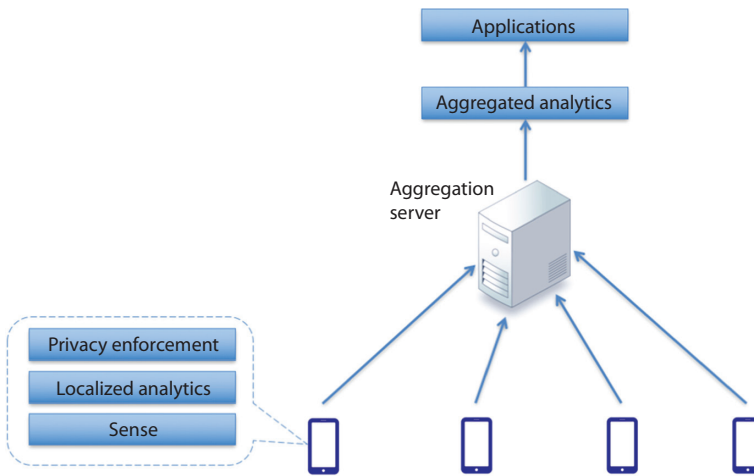 Applications
Aggregated analytics
Aggregation
server
Privacy enforcement
Localized analytics
Sense